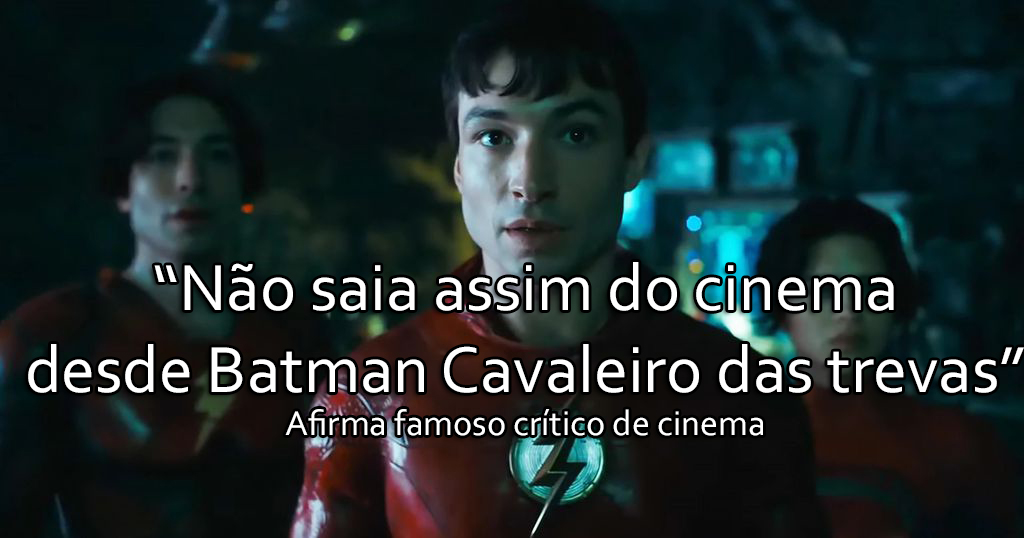 “Não saia assim do cinema
desde Batman Cavaleiro das trevas”
Afirma famoso crítico de cinema